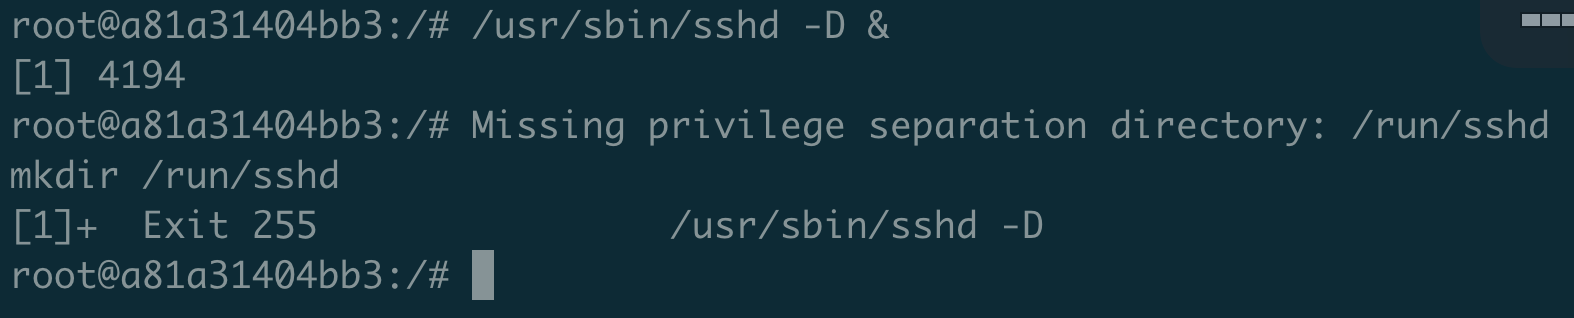 root@a81a31404bb3:/# /usr/sbin/sshd -D &
[1] 4194
root@a81a31404bb3:/# Missing privilege separation directory: /run/sshd
mkdir /run/sshd
[1]+  Exit 255                /usr/sbin/sshd -D
root@a81a31404bb3:/#